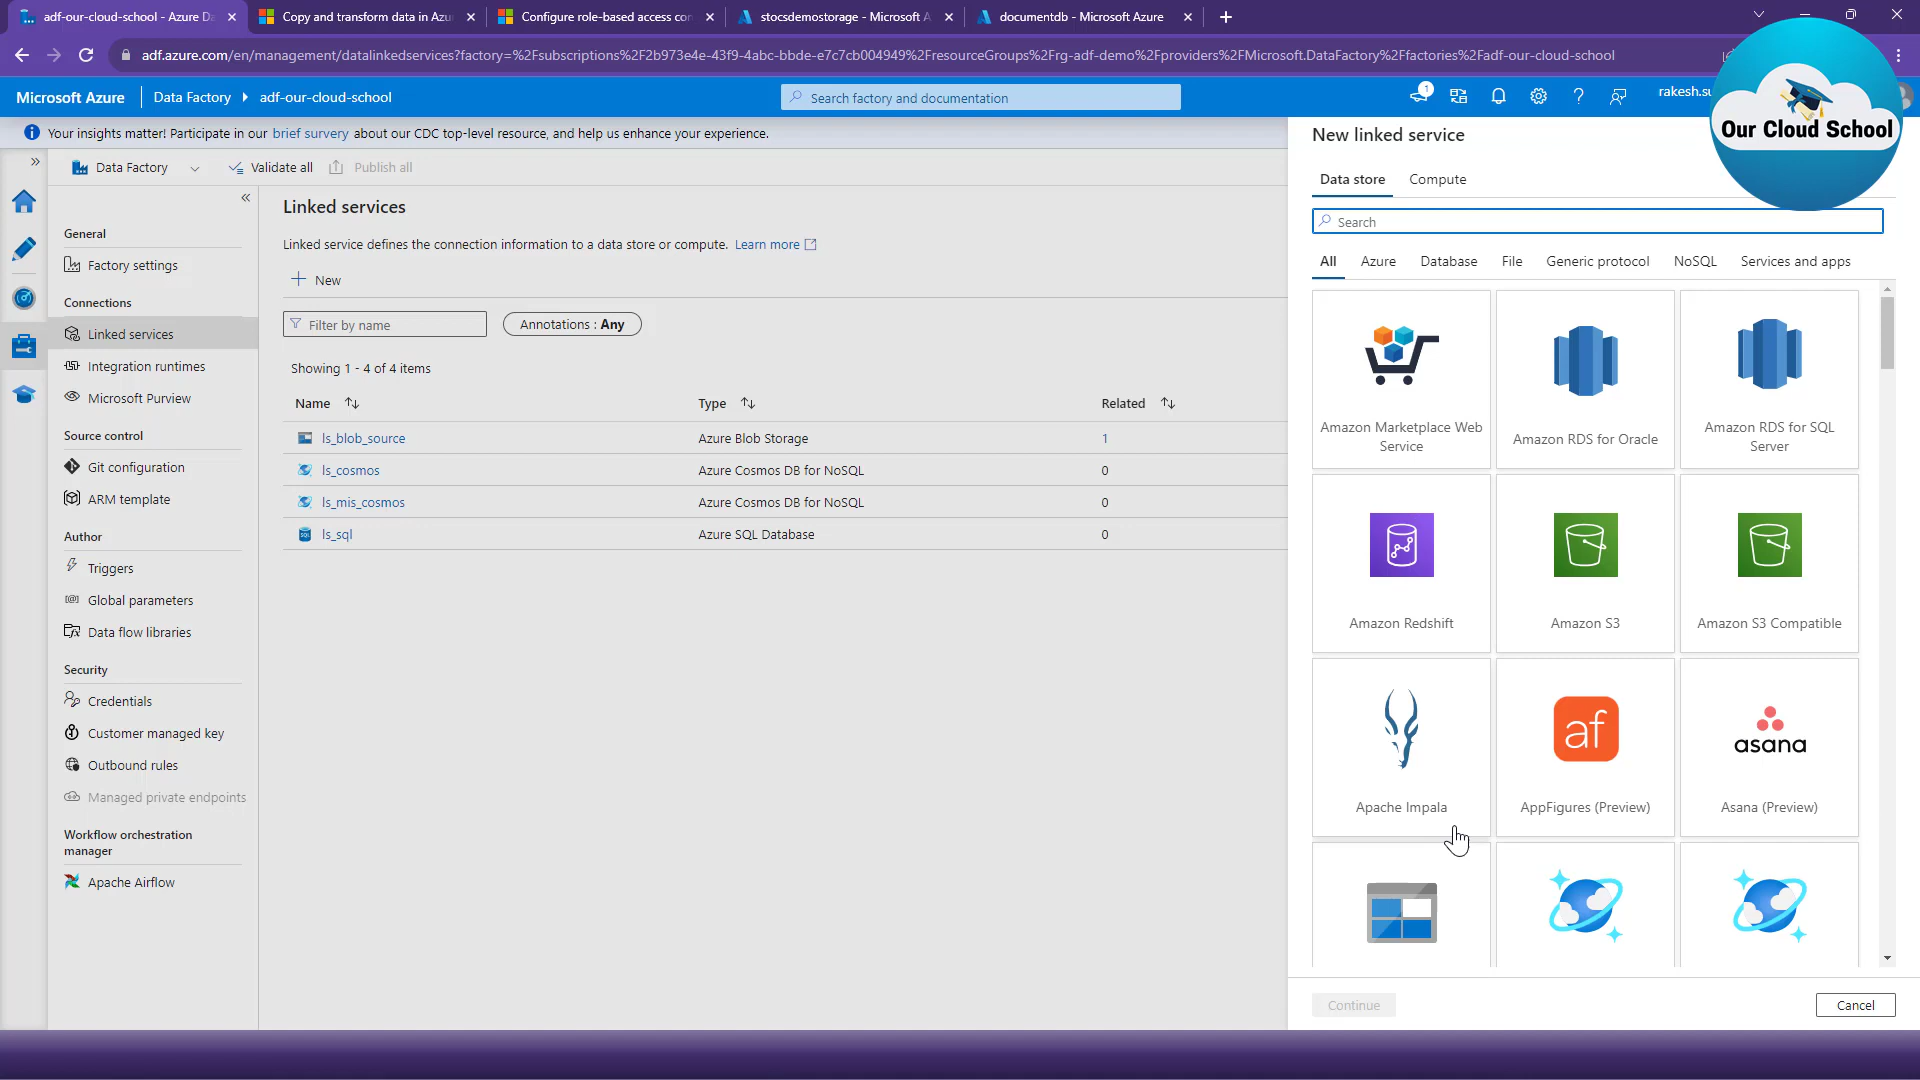 adf-our-cloud-school - Azure Da
Copy and transform data in Azu
Configure role-based access con
stocsdemostorage - Microsoft A
documentdb - Microsoft Azure
adf.azure.com/en/management/datalinkedservices?factory=%2Fsubscriptions%2F2b973e4e-43f9-4abc-bbde-e7c7cb004949%2FresourceGroups%2Frg-adf-demo%2Fproviders%2FMicrosoft.DataFactory%2Ffactories%2Fadf-our-cloud-school
Microsoft Azure
Data Factory
adf-our-cloud-school
Search factory and documentation
1
rakesh.su
Our Cloud School
Your insights matter! Participate in our brief survey about our CDC top-level resource, and help us enhance your experience.
Data Factory
Validate all
Publish all
General
Factory settings
Connections
Linked services
Integration runtimes
Microsoft Purview
Source control
Git configuration
ARM template
Author
Triggers
Global parameters
Data flow libraries
Security
Credentials
Customer managed key
Outbound rules
Managed private endpoints
Workflow orchestration
manager
Apache Airflow
Linked services
Linked service defines the connection information to a data store or compute. Learn more
New
Filter by name
Annotations : Any
Showing 1 - 4 of 4 items
Name Type Related
ls_blob_source Azure Blob Storage 1
ls_cosmos Azure Cosmos DB for NoSQL 0
ls_mis_cosmos Azure Cosmos DB for NoSQL 0
SQL ls_sql Azure SQL Database 0
New linked service
Data store Compute
Search
All Azure Database File Generic protocol NoSQL Services and apps
Amazon Marketplace Web
Service
Amazon RDS for Oracle
Amazon RDS for SQL
Server
Amazon Redshift
Amazon S3
Amazon S3 Compatible
Apache Impala
af
AppFigures (Preview)
asana
Asana (Preview)
Continue
Cancel